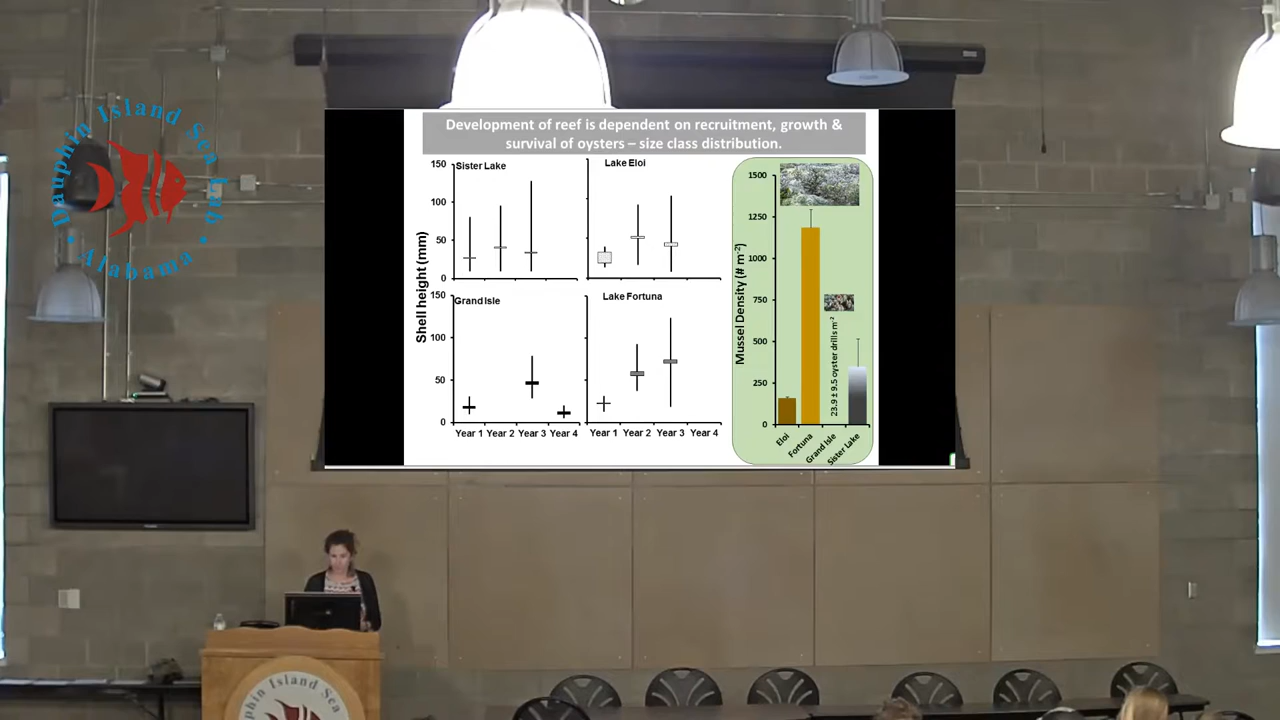 Dauphin Island Sea Lab
Alabama
Development of reef is dependent on recruitment, growth &
survival of oysters – size class distribution.
Shell height (mm)
150
100
50
0
Sister Lake
Lake Eloi
150
100
50
0
Grand Isle
Lake Fortuna
Year 1 Year 2 Year 3 Year 4
Year 1 Year 2 Year 3 Year 4
Mussel Density (# m-2)
1500
1250
1000
750
500
250
0
23.9 ± 9.5 oyster drills m-2
Eloi
Fortuna
Grand Isle
Sister Lake
Dauphin Island Sea